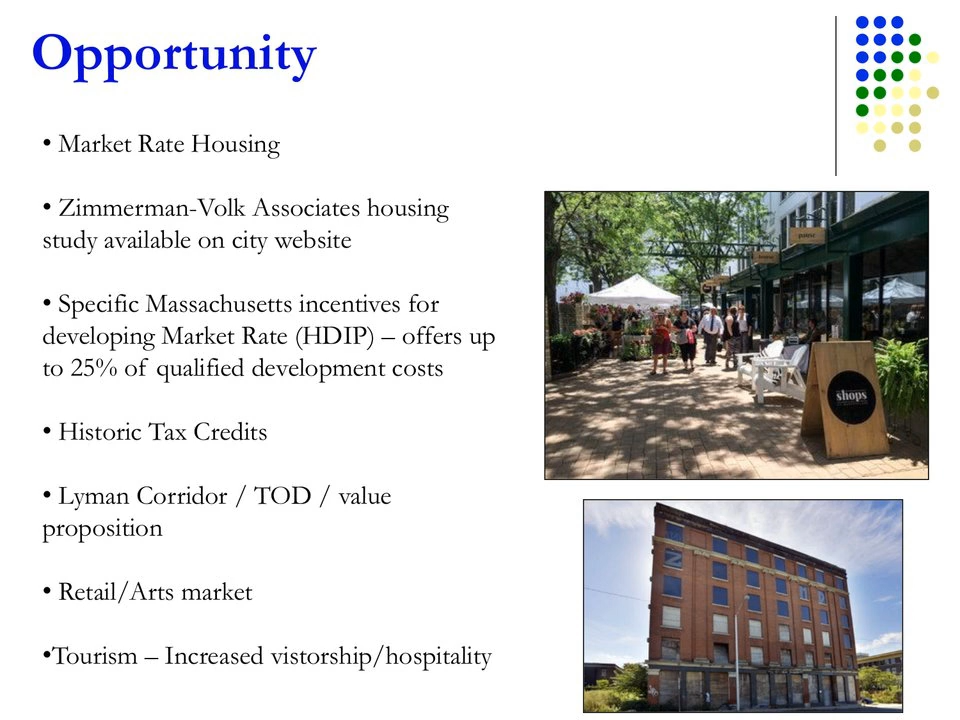 Opportunity
• Market Rate Housing
• Zimmerman-Volk Associates housing
study available on city website
• Specific Massachusetts incentives for
developing Market Rate (HDIP) – offers up
to 25% of qualified development costs
• Historic Tax Credits
• Lyman Corridor / TOD / value
proposition
• Retail/Arts market
•Tourism – Increased vistorship/hospitality
shops